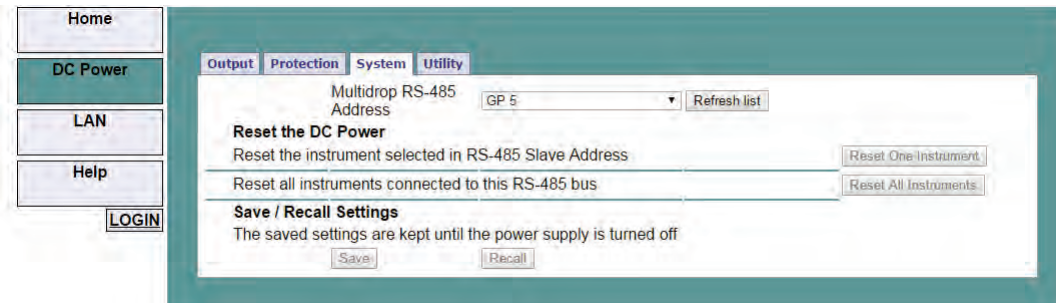 Home
DC Power
LAN
Help
LOGIN
Output Protection System Utility
Multidrop RS-485
Address
GP 5 Refresh list
Reset the DC Power
Reset the instrument selected in RS-485 Slave Address Reset One Instrument
Reset all instruments connected to this RS-485 bus Reset All Instruments
Save / Recall Settings
The saved settings are kept until the power supply is turned off
Save Recall